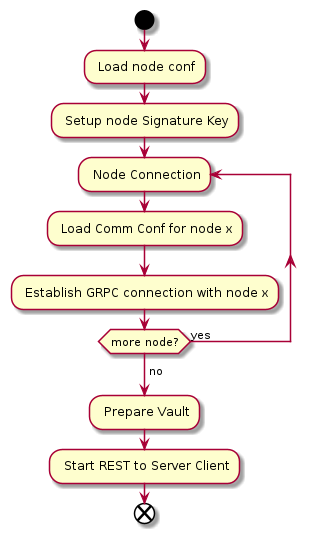 Load node conf
Setup node Signature Key
Node Connection
Load Comm Conf for node x
Establish GRPC connection with node x
more node?
yes
no
Prepare Vault
Start REST to Server Client